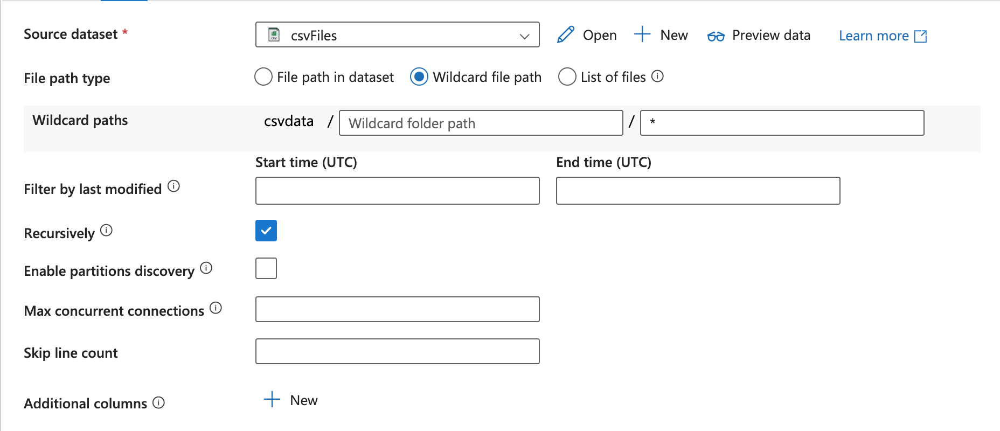 Source dataset * csvFiles Open New Preview data Learn more
File path type File path in dataset Wildcard file path List of files
Wildcard paths csvdata / Wildcard folder path / *
Start time (UTC) End time (UTC)
Filter by last modified
Recursively
Enable partitions discovery
Max concurrent connections
Skip line count
Additional columns New